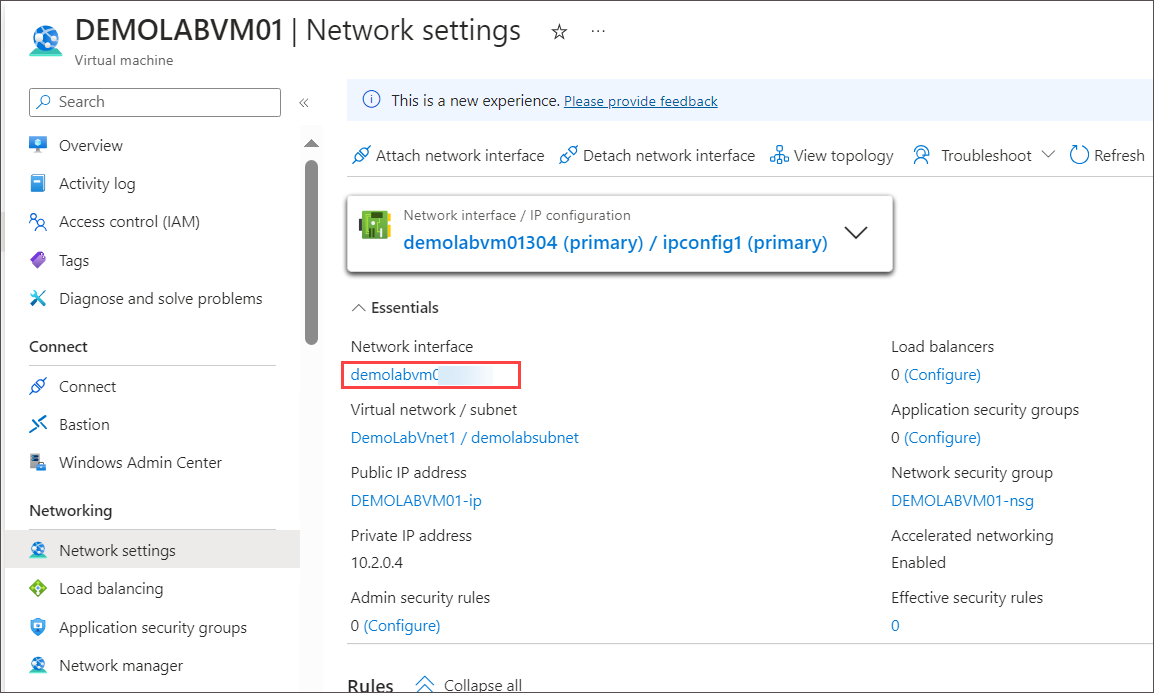 DEMOLABVM01 | Network settings
Virtual machine
Search
Overview
Activity log
Access control (IAM)
Tags
Diagnose and solve problems
Connect
Connect
Bastion
Windows Admin Center
Networking
Network settings
Load balancing
Application security groups
Network manager
This is a new experience. Please provide feedback
Attach network interface Detach network interface View topology Troubleshoot Refresh
Network interface / IP configuration
demolabvm01304 (primary) / ipconfig1 (primary)
Essentials
Network interface
demolabvm0
Virtual network / subnet
DemoLabVnet1 / demolabsubnet
Public IP address
DEMOLABVM01-ip
Private IP address
10.2.0.4
Admin security rules
0 (Configure)
Load balancers
0 (Configure)
Application security groups
0 (Configure)
Network security group
DEMOLABVM01-nsg
Accelerated networking
Enabled
Effective security rules
0
Rules Collapse all